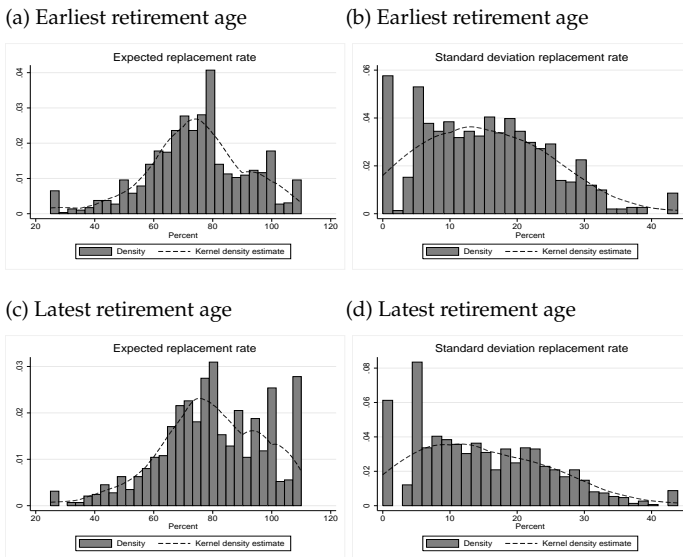 (a) Earliest retirement age
(b) Earliest retirement age
Expected replacement rate
0 .01 .02 .03 .04
20 40 60 80 100 120
Percent
Density Kernel density estimate
Standard deviation replacement rate
0 .02 .04 .06
0 10 20 30 40
Percent
Density Kernel density estimate
(c) Latest retirement age
(d) Latest retirement age
Expected replacement rate
0 .01 .02 .03
20 40 60 80 100 120
Percent
Density Kernel density estimate
Standard deviation replacement rate
0 .02 .04 .06 .08
0 10 20 30 40
Percent
Density Kernel density estimate